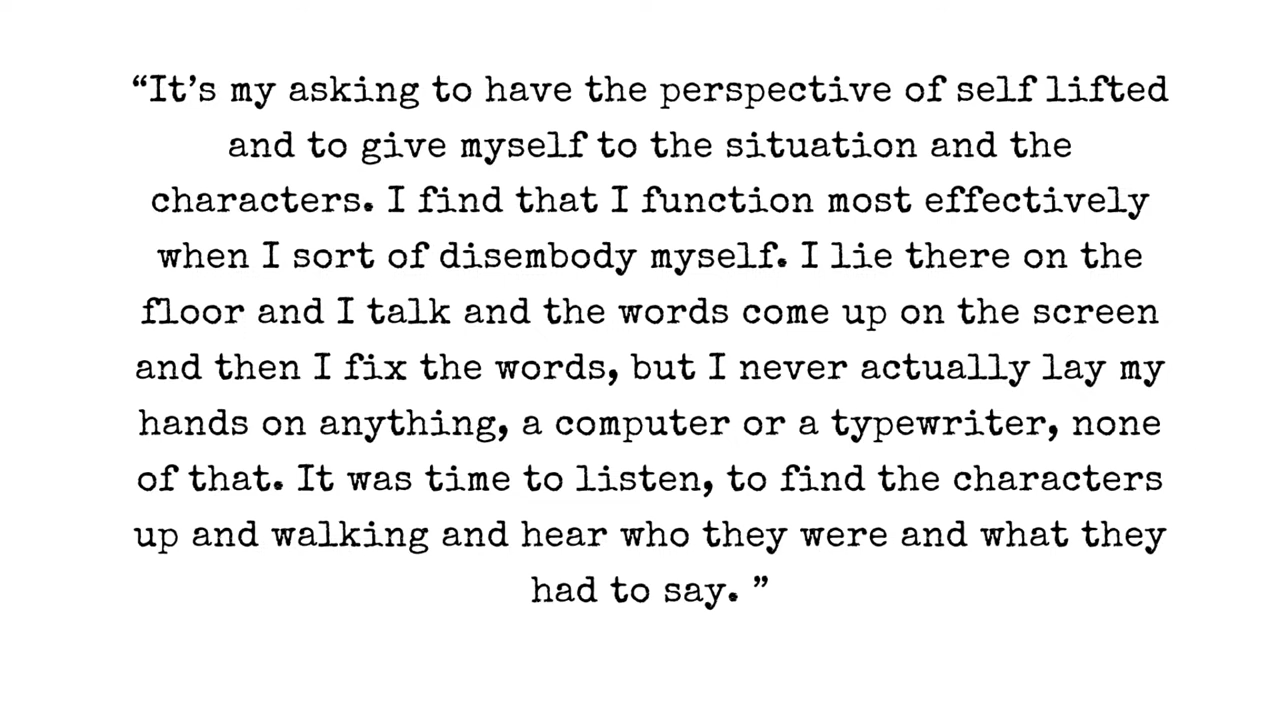 “It’s my asking to have the perspective of self lifted
and to give myself to the situation and the
characters. I find that I function most effectively
when I sort of disembody myself. I lie there on the
floor and I talk and the words come up on the screen
and then I fix the words, but I never actually lay my
hands on anything, a computer or a typewriter, none
of that. It was time to listen, to find the characters
up and walking and hear who they were and what they
had to say. ”